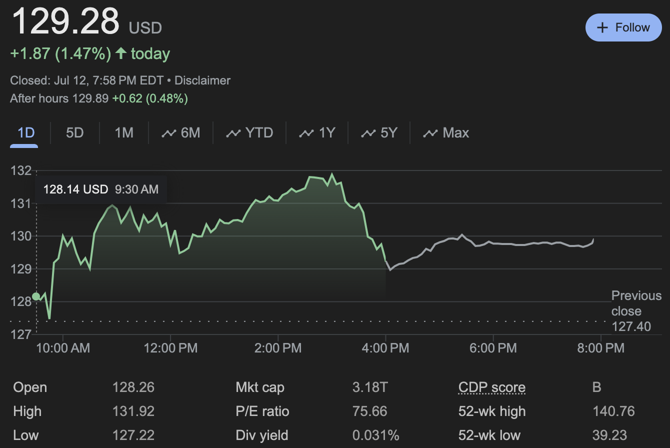 129.28 USD
+ Follow
+1.87 (1.47%) ↑ today
Closed: Jul 12, 7:58 PM EDT • Disclaimer
After hours 129.89 +0.62 (0.48%)
1D 5D 1M 6M YTD 1Y 5Y Max
132
128.14 USD 9:30 AM
131
130
129
128
Previous
close
127.40
127
10:00 AM 12:00 PM 2:00 PM 4:00 PM 6:00 PM 8:00 PM
Open 128.26 Mkt cap 3.18T CDP score B
High 131.92 P/E ratio 75.66 52-wk high 140.76
Low 127.22 Div yield 0.031% 52-wk low 39.23